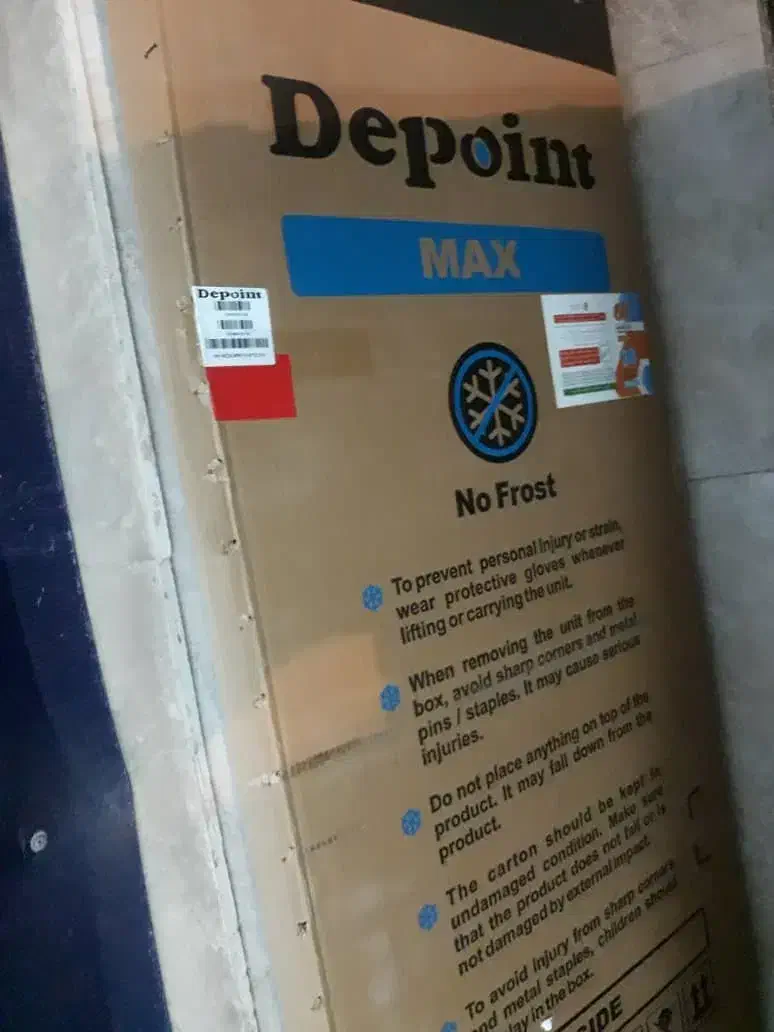 Depoint
MAX
Depoint
No Frost
To prevent personal injury or strain,
wear protective gloves whenever
lifting or carrying the unit.
When removing the unit from the
box, avoid sharp corners and metal
pins / staples. It may cause serious
injuries.
Do not place anything on top of the
product. It may fall down from the
product.
The carton should be kept in
undamaged condition. Make sure
that the product does not fall or is
not damaged by external impact.
To avoid injury from sharp corners
and metal staples, children should
play in the box.
SIDE